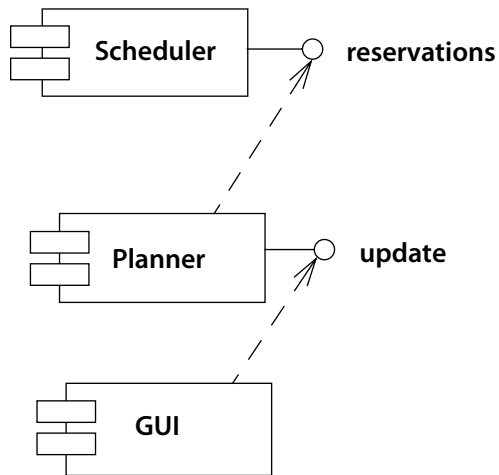 Scheduler
reservations
Planner
update
GUI